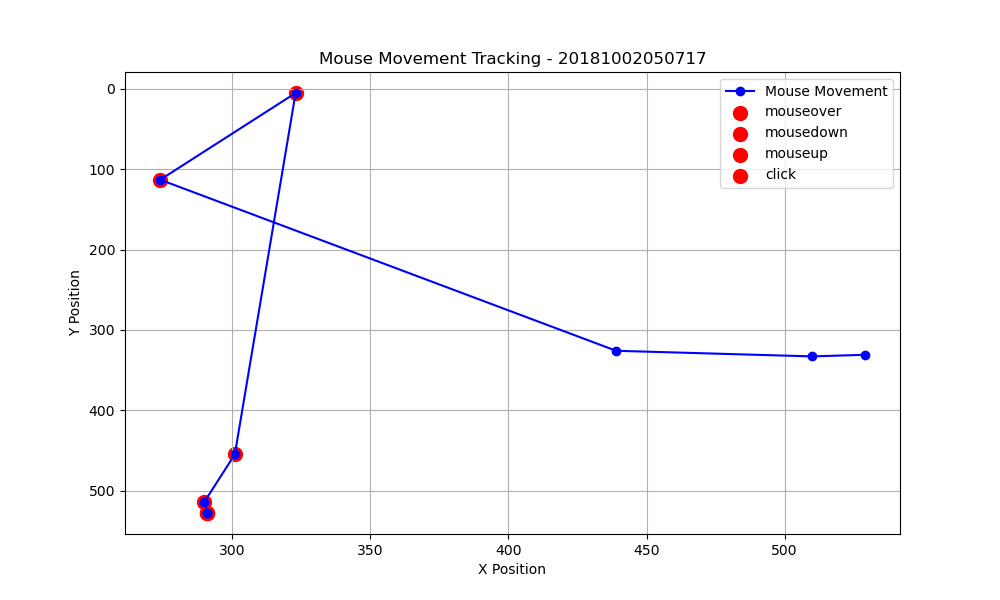 Mouse Movement Tracking - 20181002050717
Mouse Movement
mouseover
mousedown
mouseup
click
0
100
200
300
400
500
Y Position
300
350
400
450
500
X Position